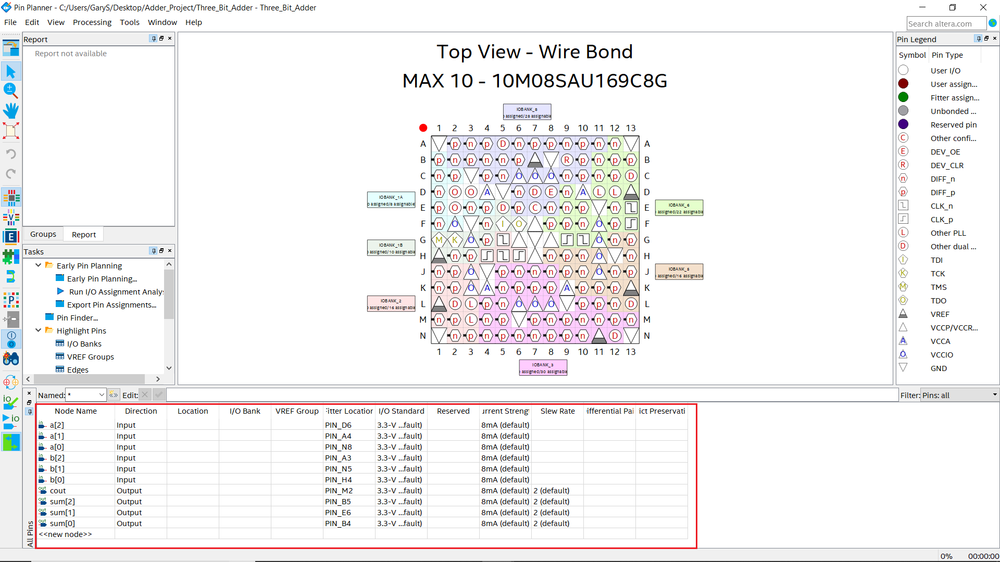 Pin Planner - C:/Users/GaryS/Desktop/Adder_Project/Three_Bit_Adder - Three_Bit_Adder
File Edit View Processing Tools Window Help
Search altera.com
Report
Report not available
Groups Report
Tasks
Early Pin Planning
Early Pin Planning...
Run I/O Assignment Analy
Export Pin Assignments...
Pin Finder...
Highlight Pins
I/O Banks
VREF Groups
Edges
Top View - Wire Bond
MAX 10 - 10M08SAU169C8G
IOBANK_8
assigned/28 assignable
1 2 3 4 5 6 7 8 9 10 11 12 13
A p n p D n p p n p n n A
B p n p n n p R p n p p B
C n p p n O O O n p n p D C
D n O O A n D E n A L L D
E p O n p D p C n n p n E
F n O n I O p p n O F
G M K O p O n p G
H n p n p n O n H
J n p O p n n n p n O n p J
K n p O A n p p p A p p p K
L D L p n O O O p p n D L
M n p L n p p n p n n p n M
N n p n p n n p p n D N
1 2 3 4 5 6 7 8 9 10 11 12 13
IOBANK_1A
assigned/8 assignable
IOBANK_1B
assigned/10 assignable
IOBANK_2
assigned/16 assignable
IOBANK_6
assigned/22 assignable
IOBANK_5
assigned/16 assignable
IOBANK_3
assigned/30 assignable
Pin Legend
Symbol Pin Type
User I/O
User assign...
Fitter assign...
Unbonded ...
Reserved pin
C Other confi...
E DEV_OE
R DEV_CLR
n DIFF_n
p DIFF_p
CLK_n
CLK_p
L Other PLL
D Other dual ...
I TDI
K TCK
M TMS
O TDO
VREF
VCCP/VCCR...
A VCCA
O VCCIO
GND
Named: * Edit: Filter: Pins: all
Node Name Direction Location I/O Bank VREF Group Fitter Location I/O Standard Reserved urrent Strengt Slew Rate ifferential Pai ict Preservati
in a[2] Input PIN_D6 3.3-V ...fault) 8mA (default)
in a[1] Input PIN_A4 3.3-V ...fault) 8mA (default)
in a[0] Input PIN_N8 3.3-V ...fault) 8mA (default)
in b[2] Input PIN_A3 3.3-V ...fault) 8mA (default)
in b[1] Input PIN_N5 3.3-V ...fault) 8mA (default)
in b[0] Input PIN_H4 3.3-V ...fault) 8mA (default)
out cout Output PIN_M2 3.3-V ...fault) 8mA (default) 2 (default)
out sum[2] Output PIN_B5 3.3-V ...fault) 8mA (default) 2 (default)
out sum[1] Output PIN_E6 3.3-V ...fault) 8mA (default) 2 (default)
out sum[0] Output PIN_B4 3.3-V ...fault) 8mA (default) 2 (default)
<<new node>>
All Pins
0% 00:00:00